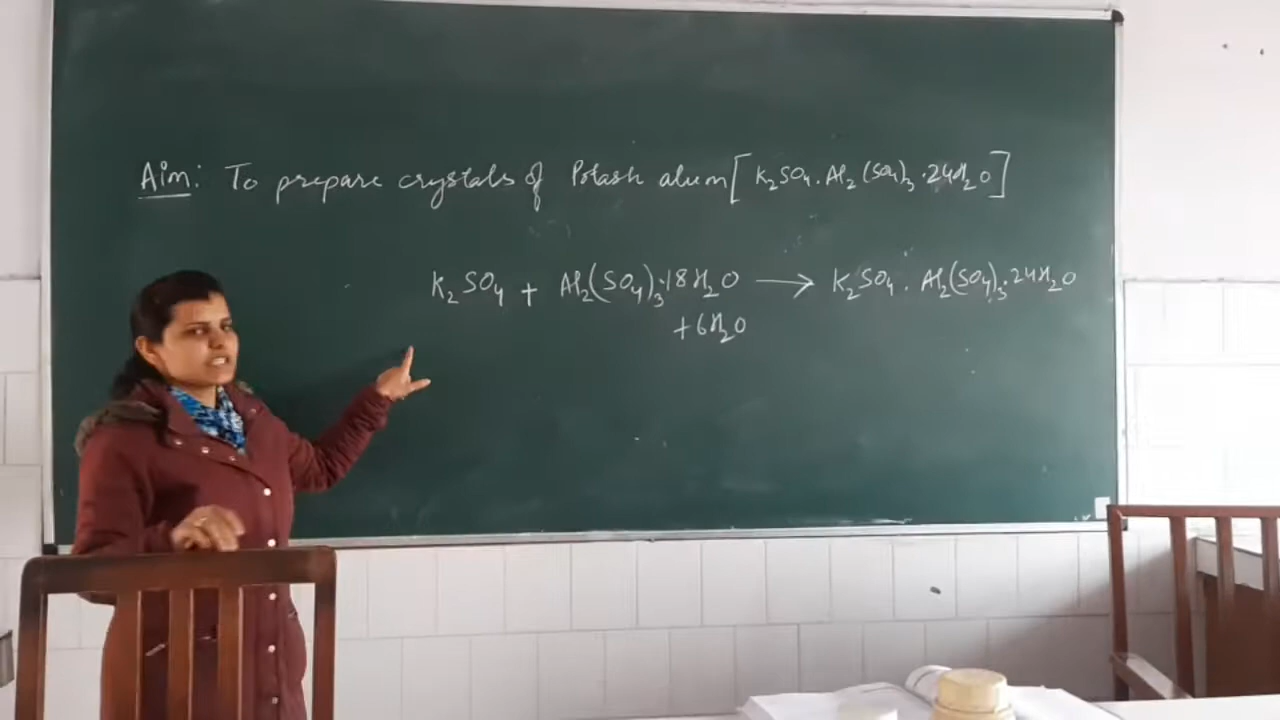 Aim: To prepare crystals of Potash alum [K₂SO₄.Al₂(SO₄)₃.24H₂O]
K₂SO₄ + Al₂(SO₄)₃.18H₂O → K₂SO₄.Al₂(SO₄)₃.24H₂O
+6H₂O